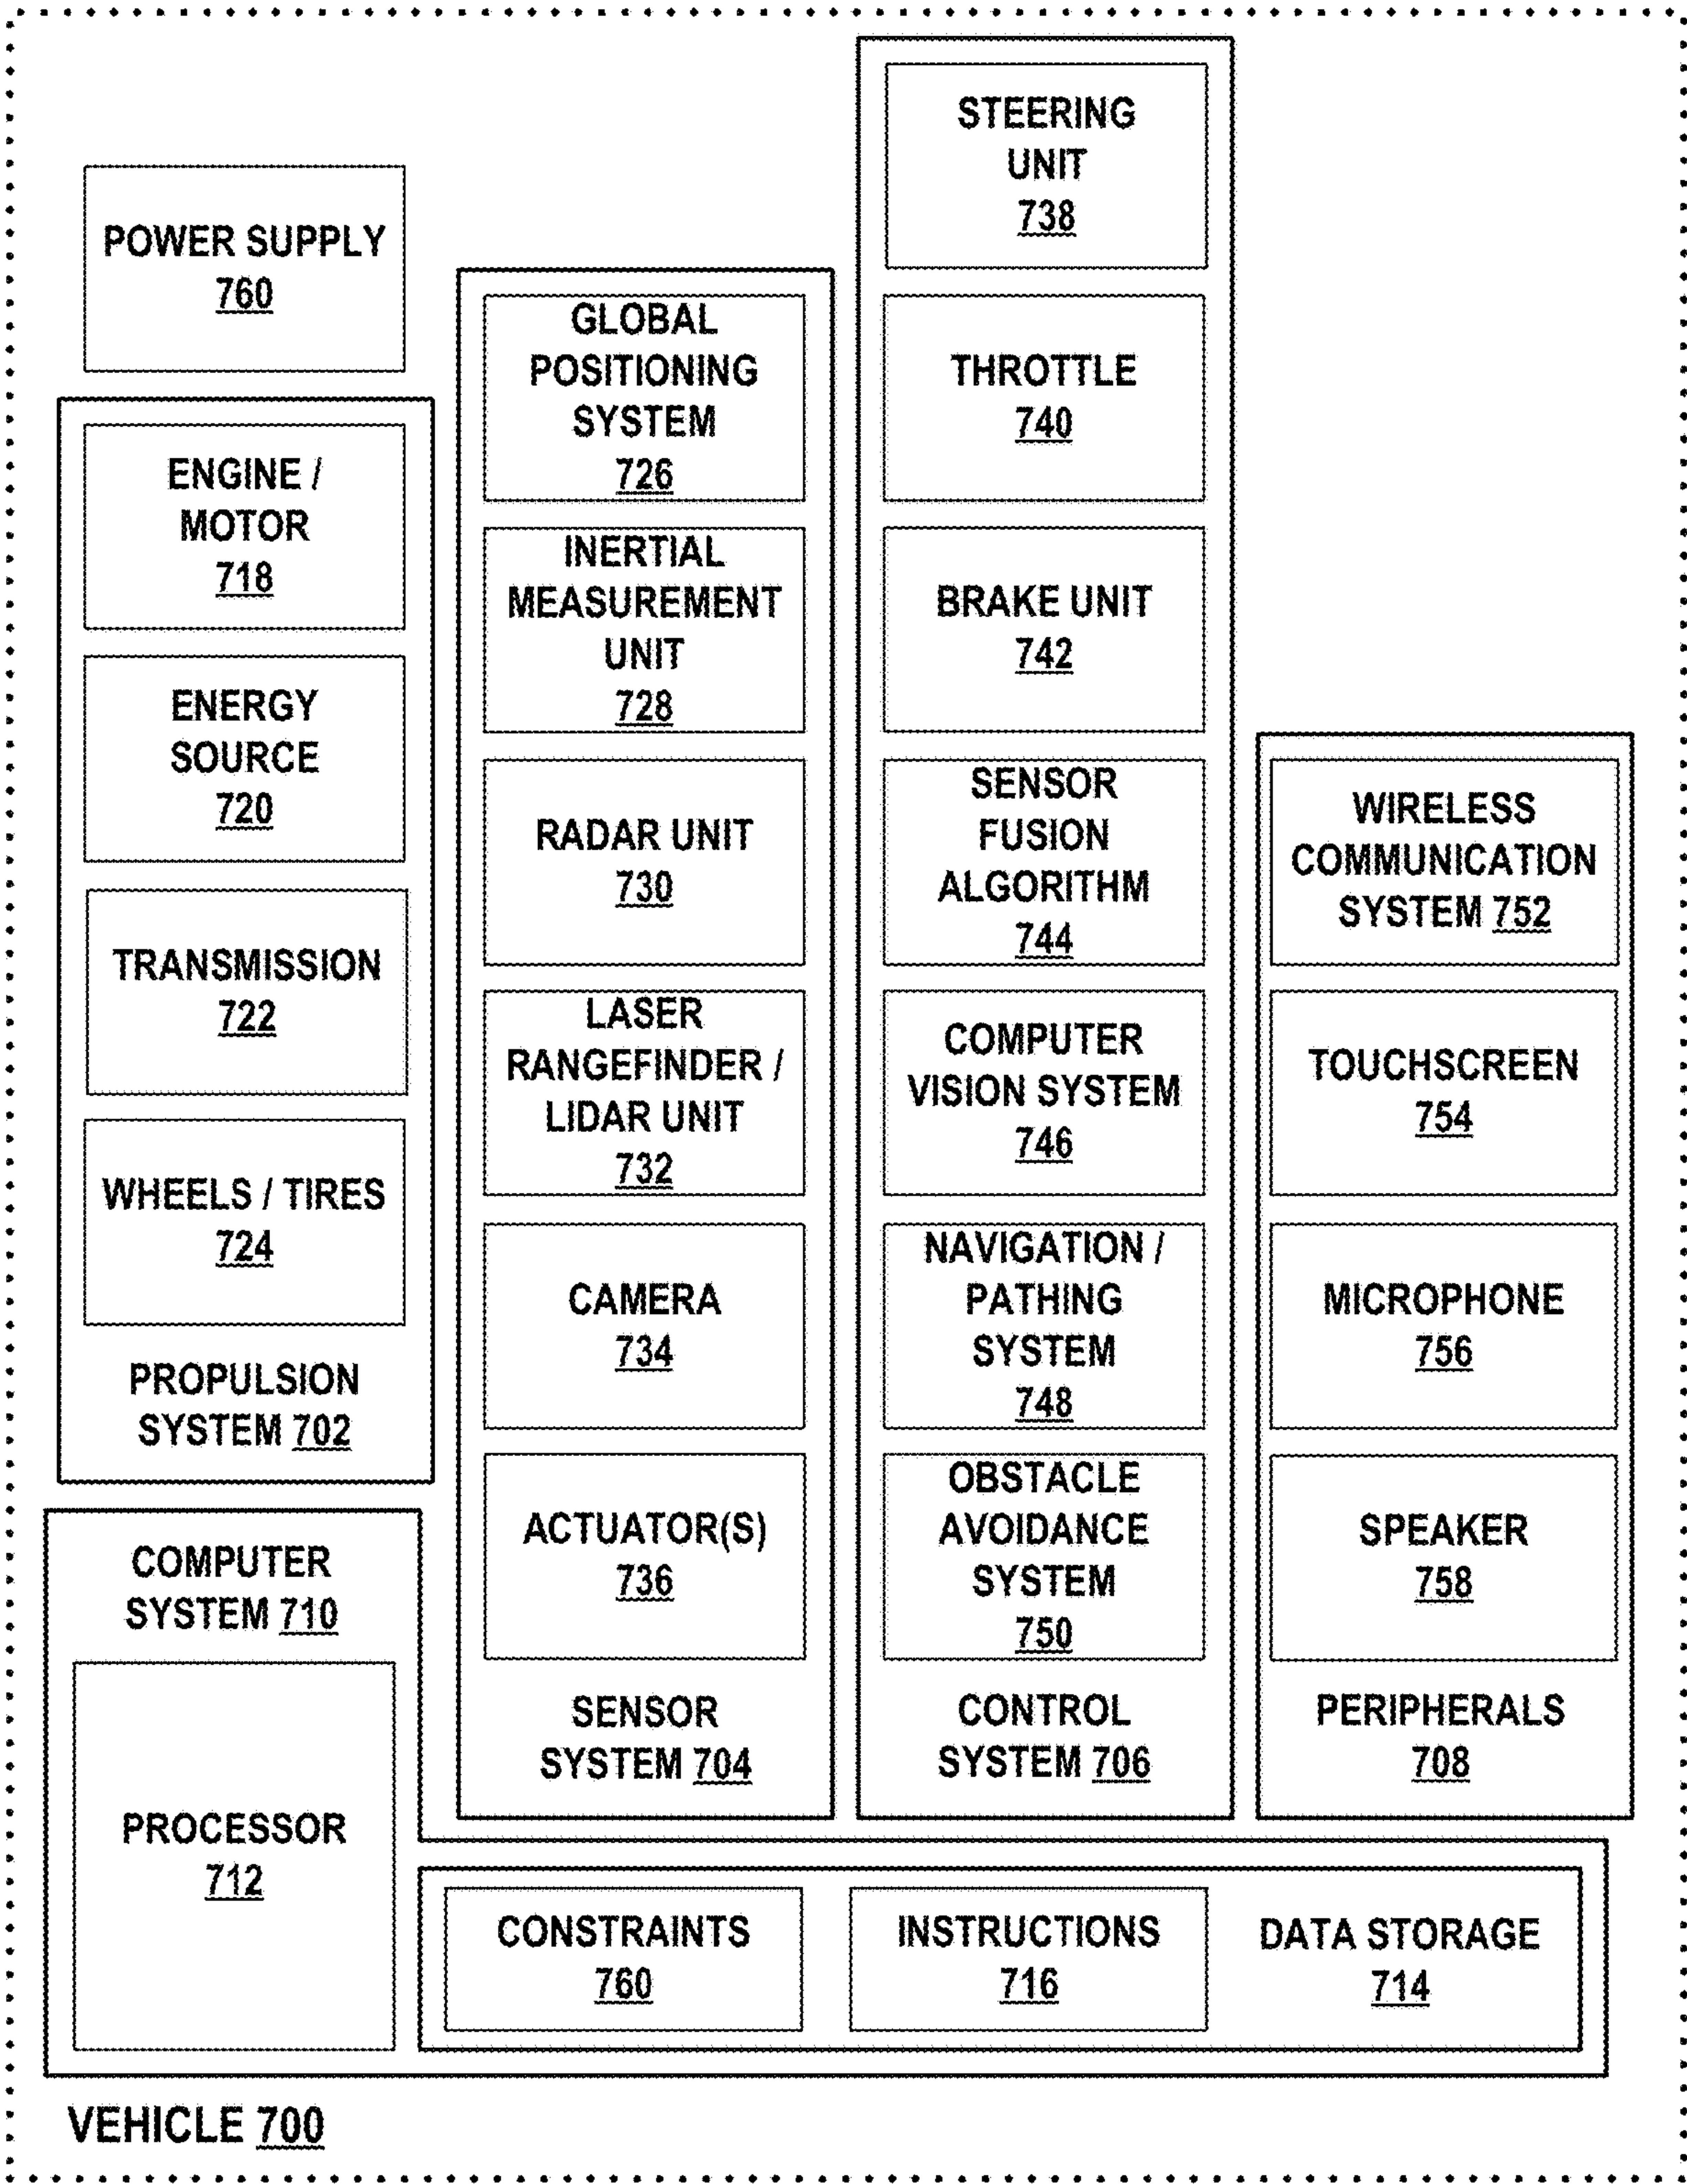 POWER SUPPLY
760
ENGINE /
MOTOR
718
ENERGY
SOURCE
720
TRANSMISSION
722
WHEELS / TIRES
724
PROPULSION
SYSTEM 702
GLOBAL
POSITIONING
SYSTEM
726
INERTIAL
MEASUREMENT
UNIT
728
RADAR UNIT
730
LASER
RANGEFINDER /
LIDAR UNIT
732
CAMERA
734
ACTUATOR(S)
736
SENSOR
SYSTEM 704
STEERING
UNIT
738
THROTTLE
740
BRAKE UNIT
742
SENSOR
FUSION
ALGORITHM
744
COMPUTER
VISION SYSTEM
746
NAVIGATION /
PATHING
SYSTEM
748
OBSTACLE
AVOIDANCE
SYSTEM
750
CONTROL
SYSTEM 706
WIRELESS
COMMUNICATION
SYSTEM 752
TOUCHSCREEN
754
MICROPHONE
756
SPEAKER
758
PERIPHERALS
708
COMPUTER
SYSTEM 710
PROCESSOR
712
CONSTRAINTS
760
INSTRUCTIONS
716
DATA STORAGE
714
VEHICLE 700